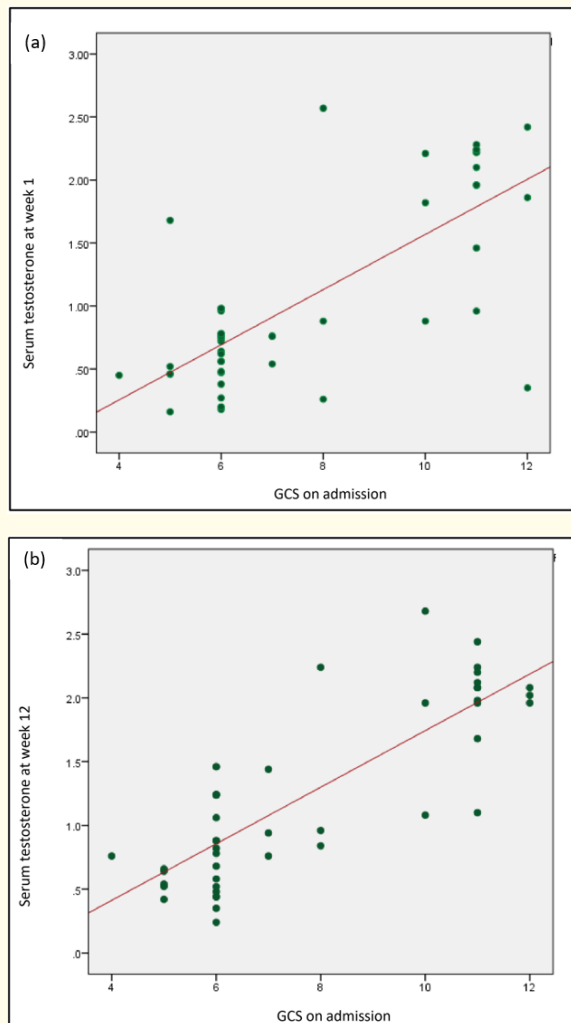 (a)
3.00
2.50
2.00
1.50
1.00
.50
.00
Serum testosterone at week 1
4 6 8 10 12
GCS on admission
(b)
3.0
2.5
2.0
1.5
1.0
.5
.0
Serum testosterone at week 12
4 6 8 10 12
GCS on admission